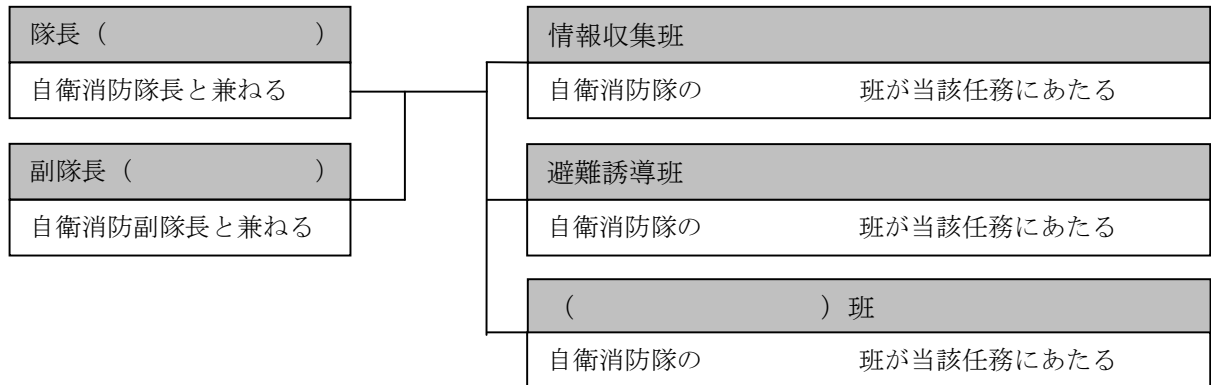 隊長（　　　　　　　　）
自衛消防隊長と兼ねる
副隊長（　　　　　　　　）
自衛消防副隊長と兼ねる
情報収集班
自衛消防隊の　　　　　　班が当該任務にあたる
避難誘導班
自衛消防隊の　　　　　　班が当該任務にあたる
（　　　　　　　　　　）班
自衛消防隊の　　　　　　班が当該任務にあたる